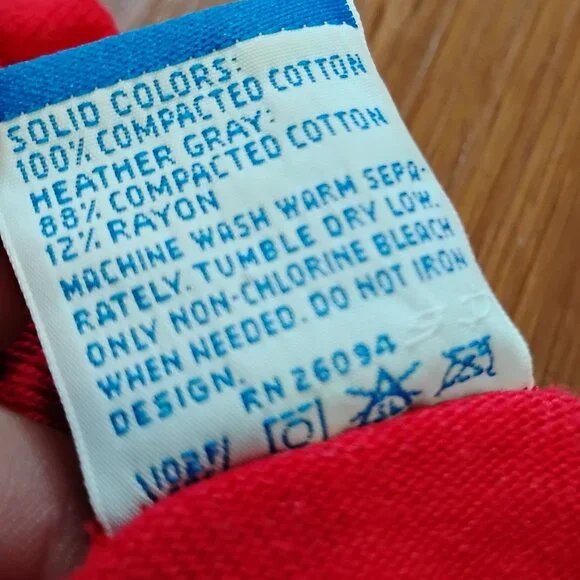 SOLID COLORS:
100% COMPACTED COTTON
HEATHER GRAY:
88% COMPACTED COTTON
12% RAYON
MACHINE WASH WARM SEPA-
RATELY. TUMBLE DRY LOW.
ONLY NON-CHLORINE BLEACH
WHEN NEEDED. DO NOT IRON
DESIGN.
RN 26094